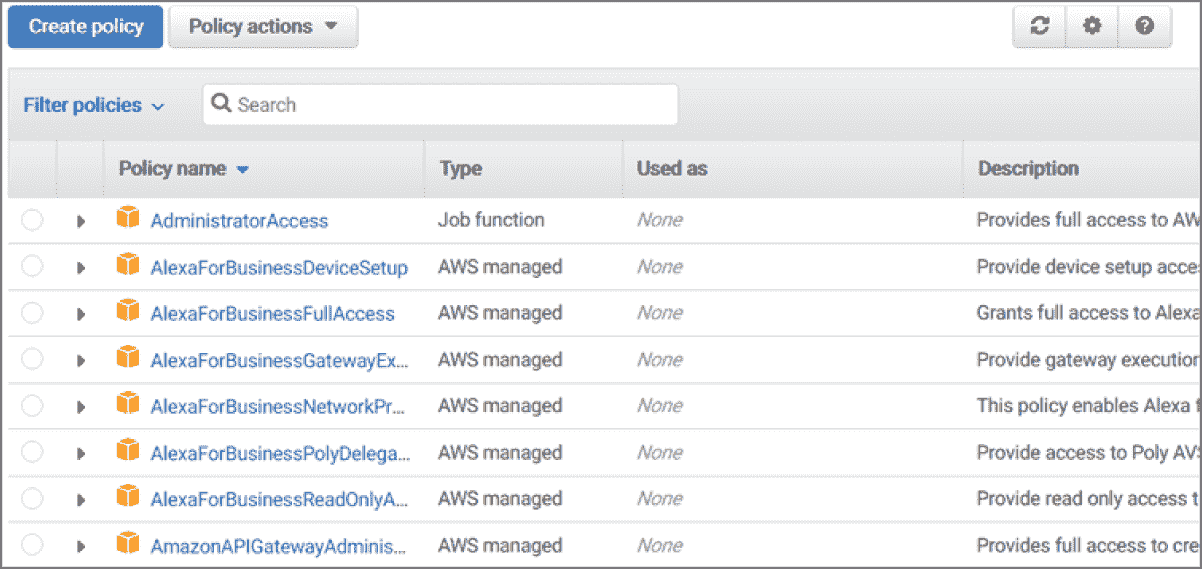 Create policy Policy actions
Filter policies Search
Policy name Type Used as Description
AdministratorAccess Job function None Provides full access to AW
AlexaForBusinessDeviceSetup AWS managed None Provide device setup acce
AlexaForBusinessFullAccess AWS managed None Grants full access to Alexa
AlexaForBusinessGatewayEx... AWS managed None Provide gateway execution
AlexaForBusinessNetworkPr... AWS managed None This policy enables Alexa f
AlexaForBusinessPolyDelega... AWS managed None Provide access to Poly AVS
AlexaForBusinessReadOnlyA... AWS managed None Provide read only access t
AmazonAPIGatewayAdminis... AWS managed None Provides full access to cre